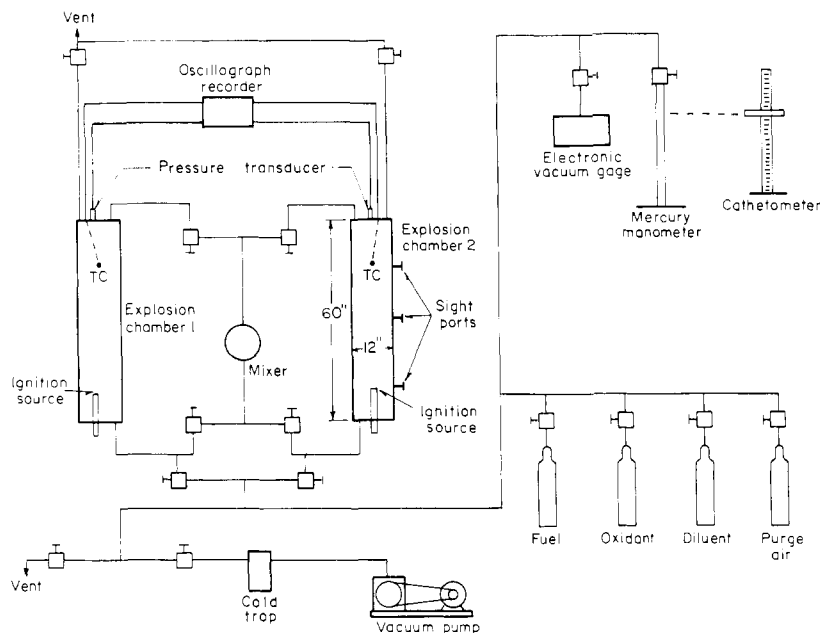 Vent
Oscillograph
recorder
Pressure transducer
Electronic
vacuum gage
Mercury
manometer
Cathetometer
TC
Explosion
chamber 1
Explosion
chamber 2
TC
60"
12"
Sight
ports
Mixer
Ignition
source
Ignition
source
Fuel
Oxidant
Diluent
Purge
air
Vent
Cold
trap
Vacuum pump